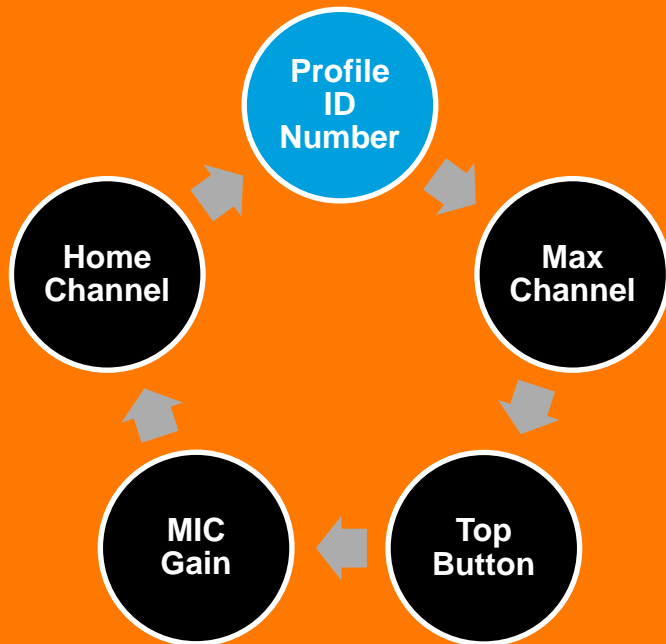 Profile
ID
Number
Max
Channel
Top
Button
MIC
Gain
Home
Channel